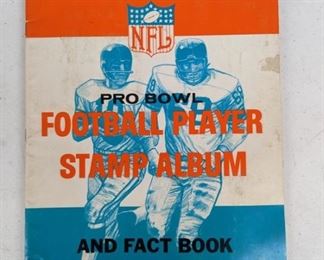 NFL
PRO BOWL
FOOTBALL PLAYER
STAMP ALBUM
AND FACT BOOK